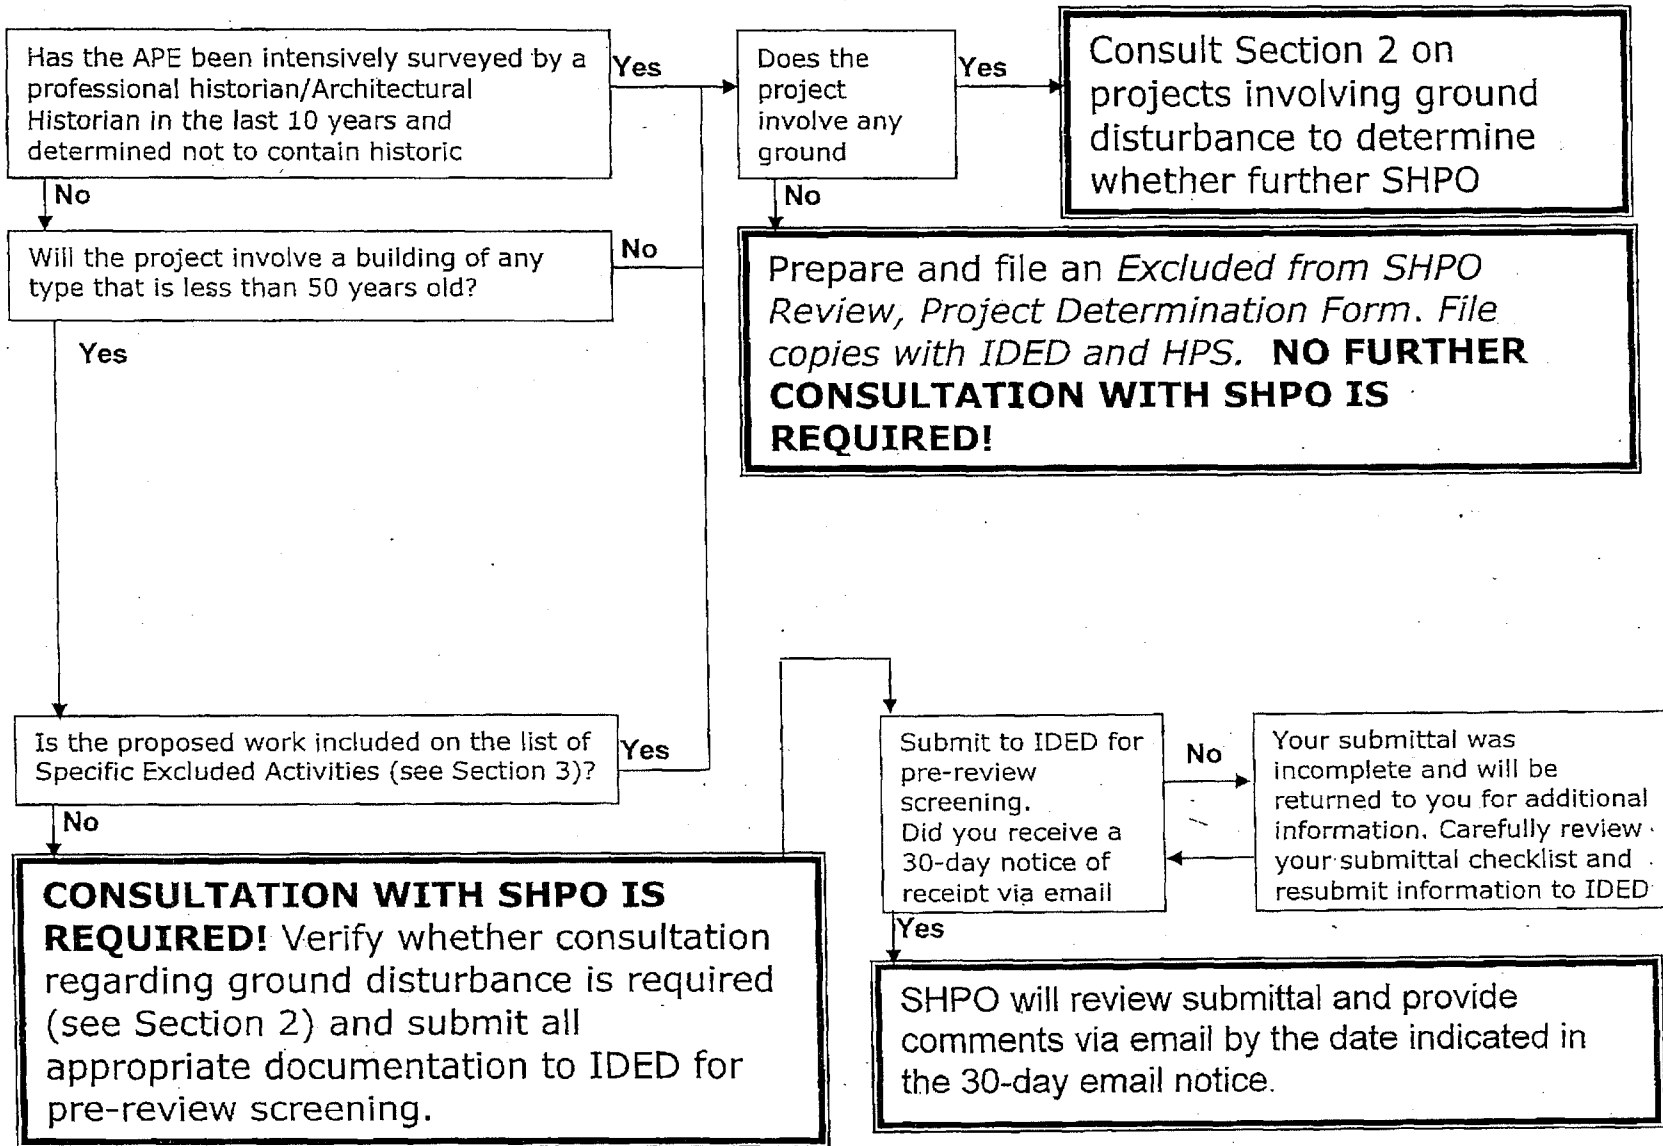 Has the APE been intensively surveyed by a
professional historian/Architectural
Historian in the last 10 years and
determined not to contain historic
Yes
No
Does the
project
involve any
ground
Yes
No
Consult Section 2 on
projects involving ground
disturbance to determine
whether further SHPO
Will the project involve a building of any
type that is less than 50 years old?
No
Yes
Prepare and file an Excluded from SHPO
Review, Project Determination Form. File
copies with IDED and HPS. NO FURTHER
CONSULTATION WITH SHPO IS
REQUIRED!
Is the proposed work included on the list of
Specific Excluded Activities (see Section 3)?
Yes
No
CONSULTATION WITH SHPO IS
REQUIRED! Verify whether consultation
regarding ground disturbance is required
(see Section 2) and submit all
appropriate documentation to IDED for
pre-review screening.
Submit to IDED for
pre-review
screening.
Did you receive a
30-day notice of
receipt via email
No
Yes
Your submittal was
incomplete and will be
returned to you for additional
information. Carefully review
your submittal checklist and
resubmit information to IDED
SHPO will review submittal and provide
comments via email by the date indicated in
the 30-day email notice.